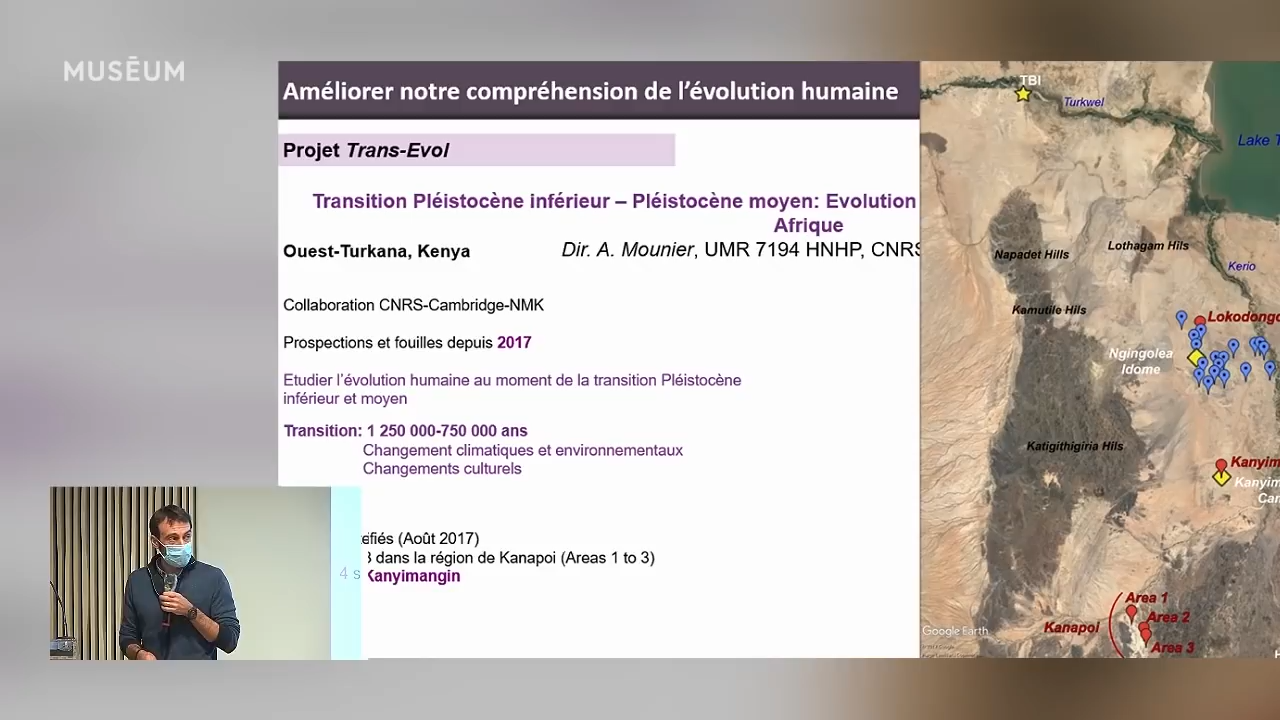 MUSĒUM
Améliorer notre compréhension de l'évolution humaine
Projet Trans-Evol
Transition Pléistocène inférieur – Pléistocène moyen: Evolution
Afrique
Ouest-Turkana, Kenya
Dir. A. Mounier, UMR 7194 HNHP, CNRS
Collaboration CNRS-Cambridge-NMK
Prospections et fouilles depuis 2017
Etudier l'évolution humaine au moment de la transition Pléistocène
inférieur et moyen
Transition: 1 250 000-750 000 ans
Changement climatiques et environnementaux
Changements culturels
efiés (Août 2017)
3 dans la région de Kanapoi (Areas 1 to 3)
4 s
Kanyimangin
TBI
Turkwel
Lake T
Napadet Hills
Lothagam Hils
Kerio
Kamutile Hils
Lokodongo
Ngingolea
Idome
Katigithigiria Hils
Kanyim
Kanyim
Can
Area 1
Area 2
Kanapoi
Area 3
Google Earth